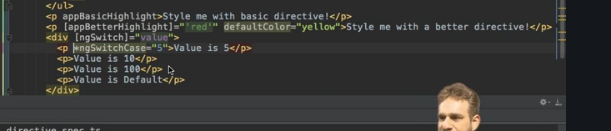 </ul>
<p appBasicHighlight>Style me with basic directive!</p>
<p [appBetterHighlight]="'red'" defaultColor="yellow">Style me with a better directive!</p>
<div [ngSwitch]="value">
<p *ngSwitchCase="5">Value is 5</p>
<p>Value is 10</p>
<p>Value is 100</p>
<p>Value is Default</p>
</div>
directive.spec.ts